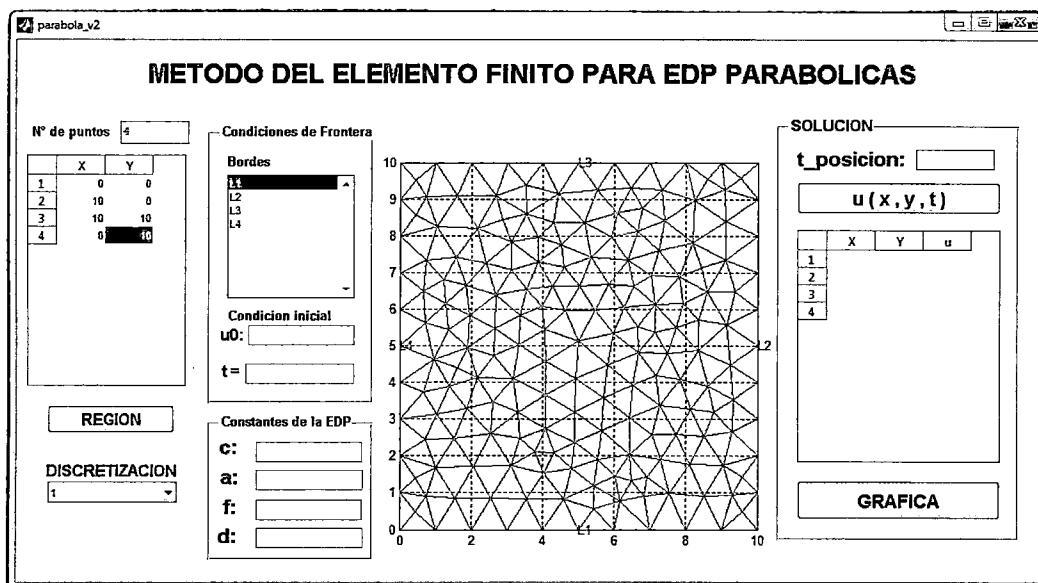 parabola_v2
METODO DEL ELEMENTO FINITO PARA EDP PARABOLICAS
Nº de puntos 4
X Y
1 0 0
2 10 0
3 10 10
4 0 10
REGION
DISCRETIZACION
1
Condiciones de Frontera
Bordes
L1
L2
L3
L4
Condicion inicial
u0:
t=
Constantes de la EDP
c:
a:
f:
d:
10
9
8
7
6
5
4
3
2
1
0
0 2 4 6 8 10
L3
L4
L2
L1
SOLUCION
t_posicion:
u(x,y,t)
X Y u
1
2
3
4
GRAFICA